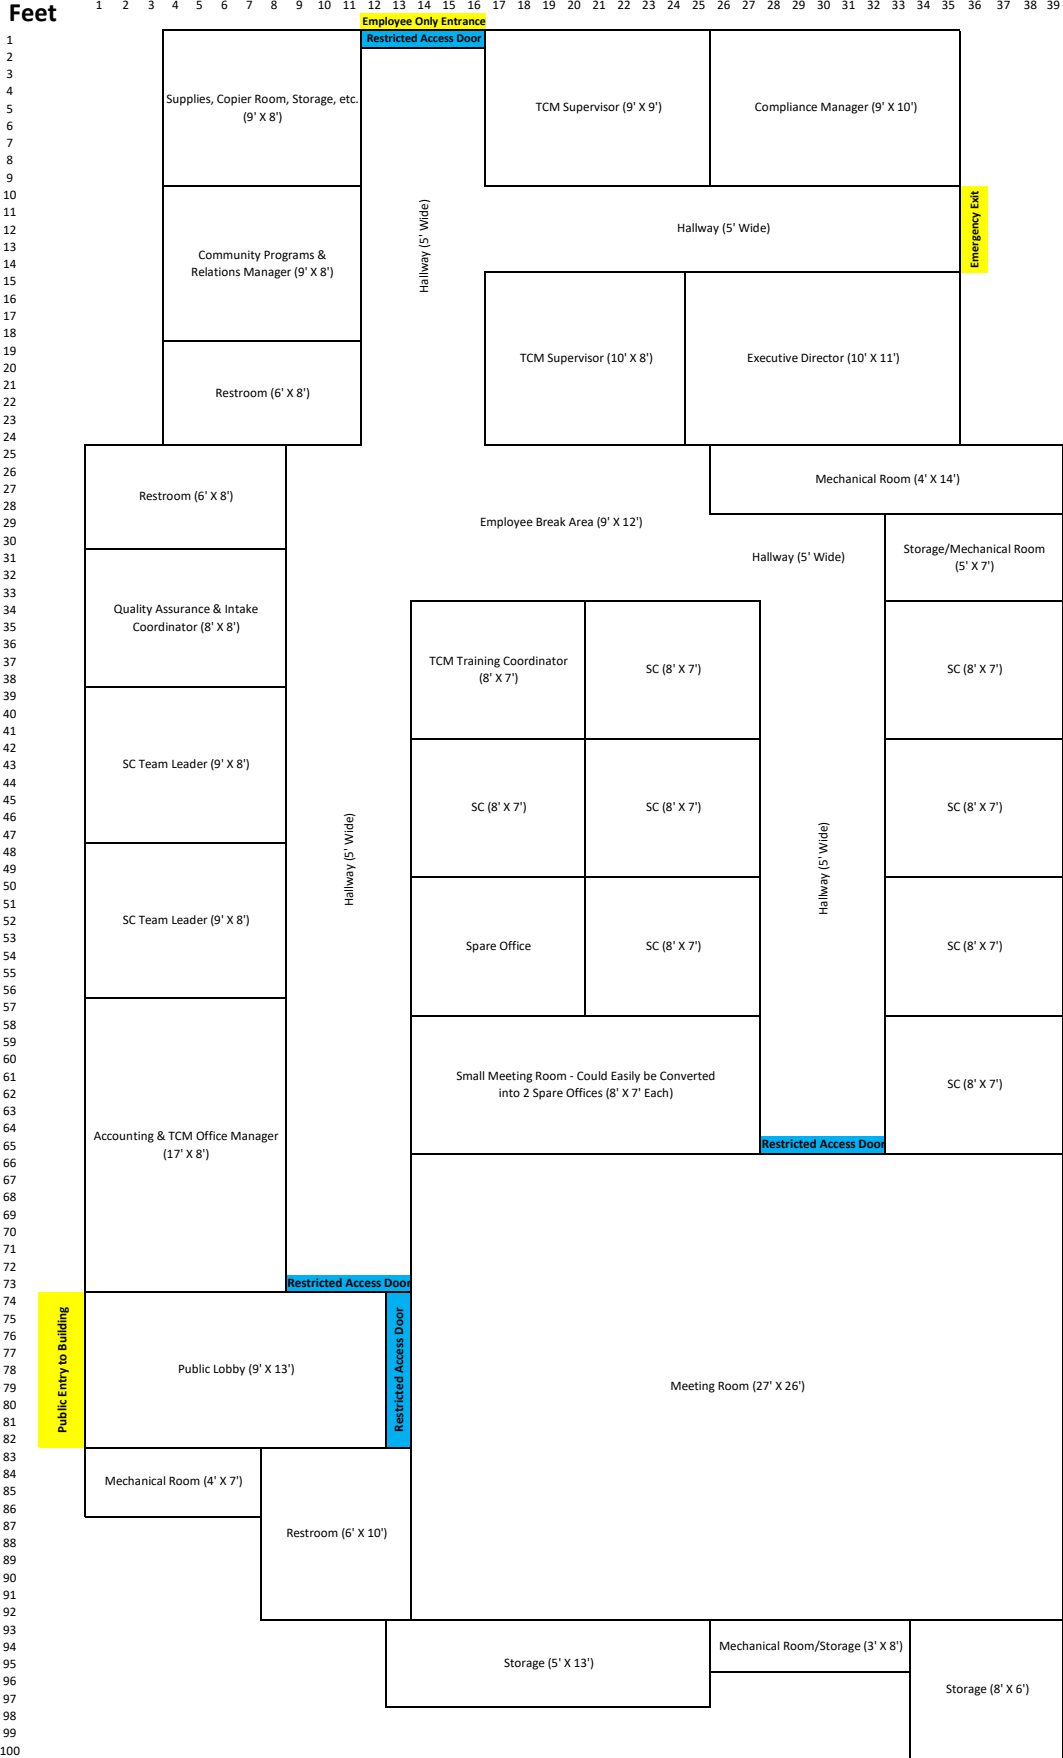 Feet
1 2 3 4 5 6 7 8 9 10 11 12 13 14 15 16 17 18 19 20 21 22 23 24 25 26 27 28 29 30 31 32 33 34 35 36 37 38 39
Employee Only Entrance
1
Restricted Access Door
2
3
4
Supplies, Copier Room, Storage, etc.
(9' X 8')
TCM Supervisor (9' X 9')
Compliance Manager (9' X 10')
5
6
7
8
9
10
11
12
13
14
15
16
17
18
Hallway (5' Wide)
Hallway (5' Wide)
Emergency Exit
Community Programs &
Relations Manager (9' X 8')
19
20
21
22
23
24
TCM Supervisor (10' X 8')
Executive Director (10' X 11')
Restroom (6' X 8')
25
26
27
28
29
30
31
32
33
Mechanical Room (4' X 14')
Restroom (6' X 8')
Employee Break Area (9' X 12')
Hallway (5' Wide)
Storage/Mechanical Room
(5' X 7')
34
35
36
37
38
39
40
41
Quality Assurance & Intake
Coordinator (8' X 8')
TCM Training Coordinator
(8' X 7')
SC (8' X 7')
SC (8' X 7')
42
43
44
45
46
47
48
49
SC Team Leader (9' X 8')
SC (8' X 7')
SC (8' X 7')
SC (8' X 7')
Hallway (5' Wide)
Hallway (5' Wide)
50
51
52
53
54
55
56
57
SC Team Leader (9' X 8')
Spare Office
SC (8' X 7')
SC (8' X 7')
58
59
60
61
62
63
64
65
Small Meeting Room - Could Easily be Converted
into 2 Spare Offices (8' X 7' Each)
SC (8' X 7')
Accounting & TCM Office Manager
(17' X 8')
Restricted Access Door
66
67
68
69
70
71
72
73
Restricted Access Door
74
75
76
77
78
79
80
81
82
Public Entry to Building
Public Lobby (9' X 13')
Restricted Access Door
Meeting Room (27' X 26')
83
84
85
86
87
88
89
90
91
92
Mechanical Room (4' X 7')
Restroom (6' X 10')
93
94
95
96
97
98
99
100
Mechanical Room/Storage (3' X 8')
Storage (5' X 13')
Storage (8' X 6')